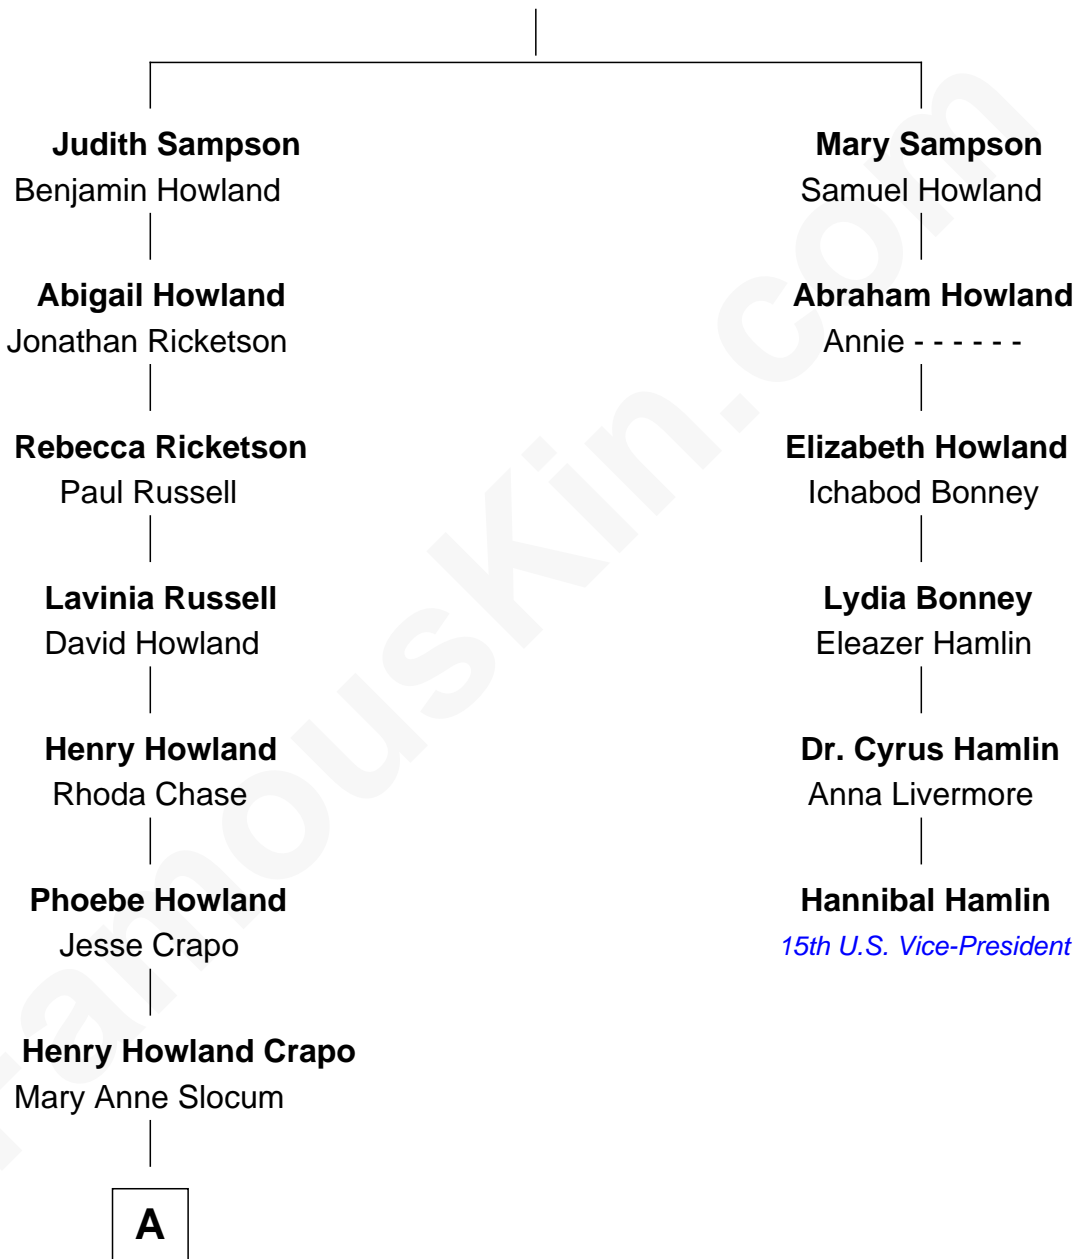 Judith Sampson
Benjamin Howland
Abigail Howland
Jonathan Ricketson
Rebecca Ricketson
Paul Russell
Lavinia Russell
David Howland
Henry Howland
Rhoda Chase
Phoebe Howland
Jesse Crapo
Henry Howland Crapo
Mary Anne Slocum
A
Mary Sampson
Samuel Howland
Abraham Howland
Annie - - - - - -
Elizabeth Howland
Ichabod Bonney
Lydia Bonney
Eleazer Hamlin
Dr. Cyrus Hamlin
Anna Livermore
Hannibal Hamlin
15th U.S. Vice-President
FamousKin.com